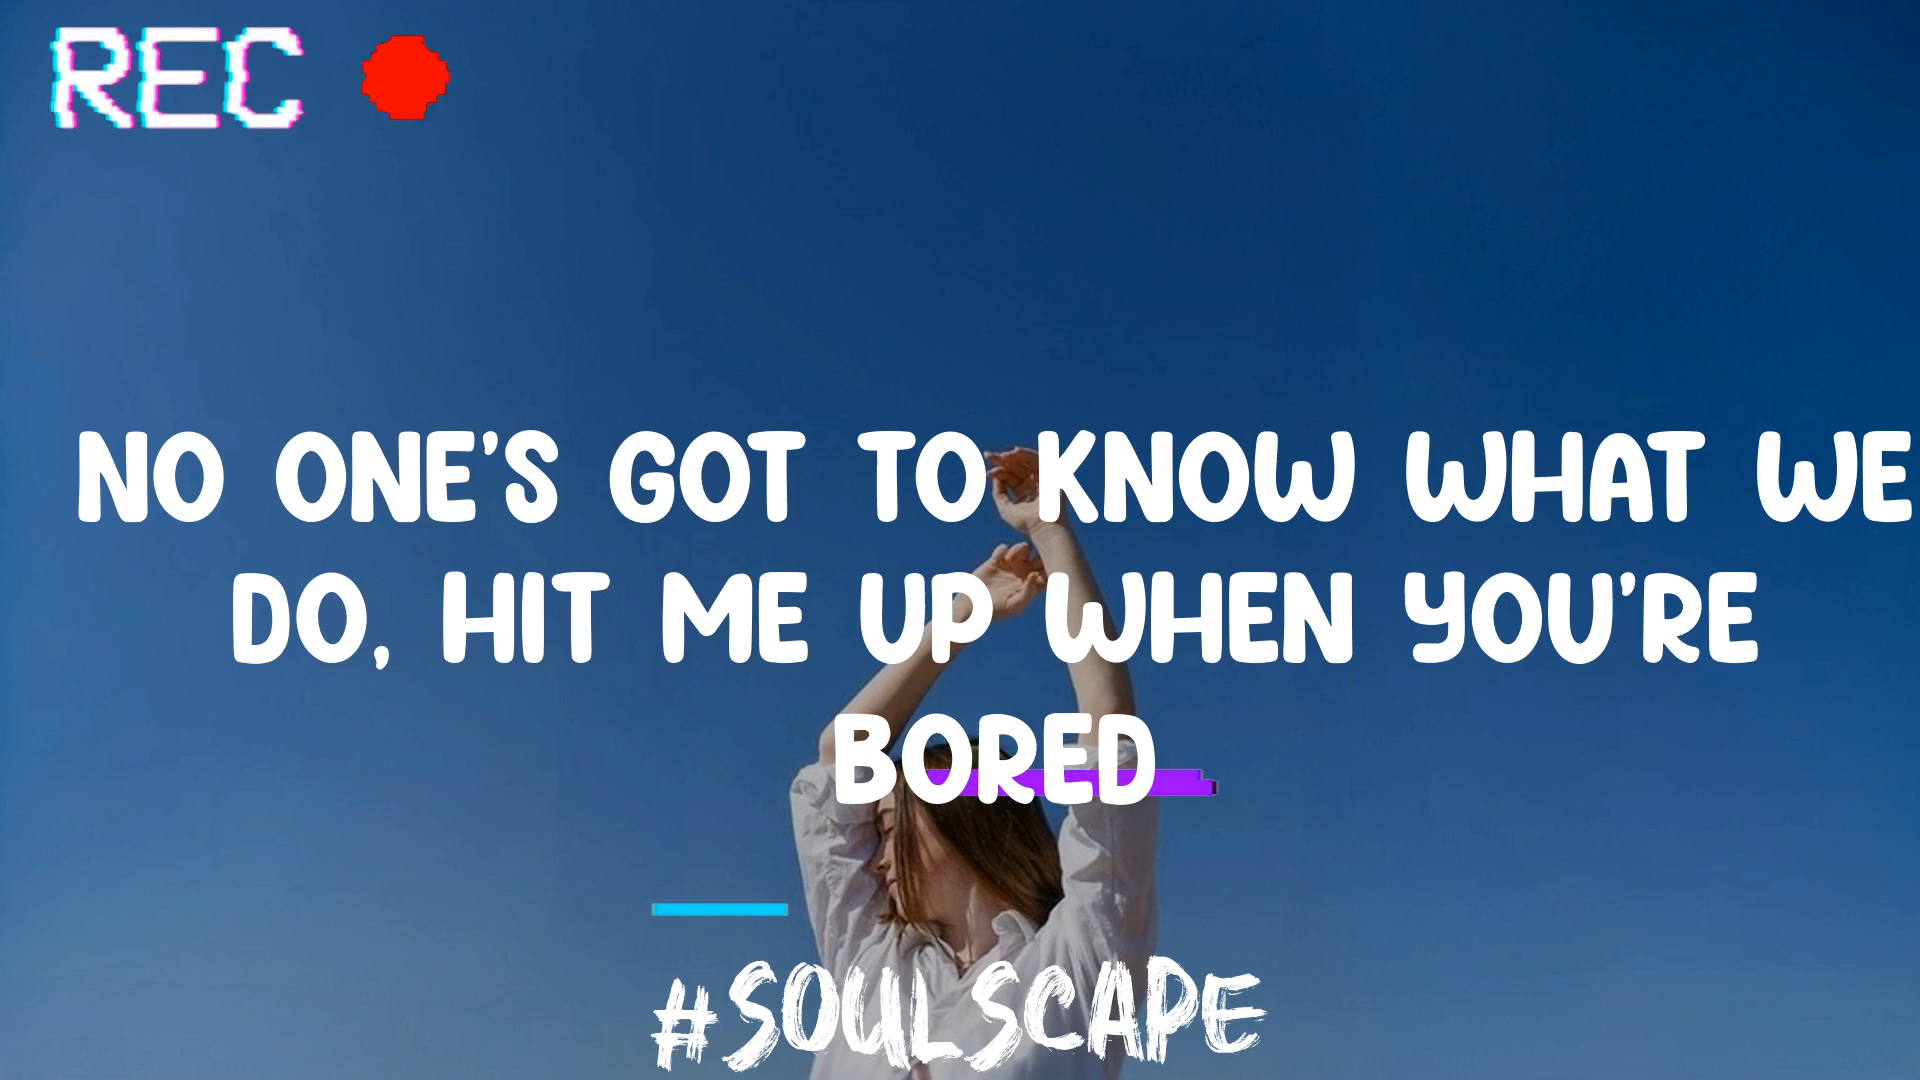 REC
NO ONE'S GOT TO KNOW WHAT WE
DO, HIT ME UP WHEN YOU'RE
BORED
#SOULSCAPE